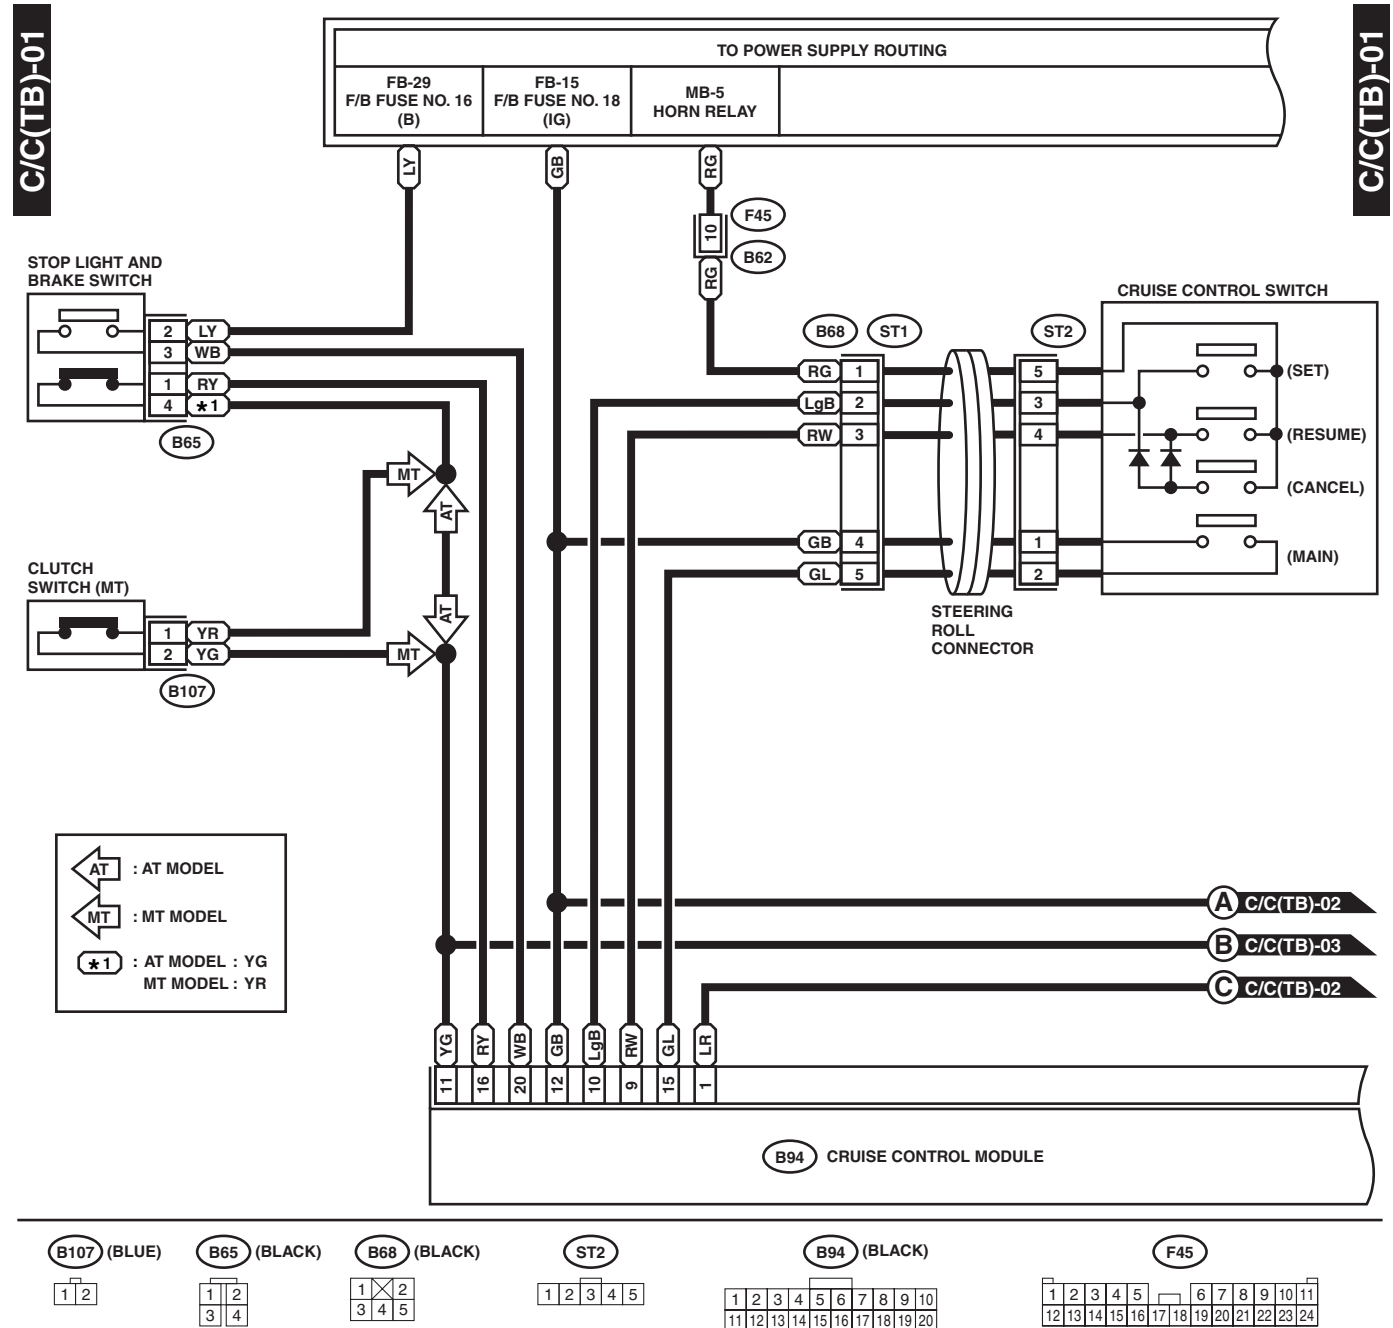 C/C(TB)-01
C/C(TB)-01
TO POWER SUPPLY ROUTING
FB-29
F/B FUSE NO. 16
(B)
FB-15
F/B FUSE NO. 18
(IG)
MB-5
HORN RELAY
LY
GB
RG
10
F45
B62
RG
STOP LIGHT AND
BRAKE SWITCH
2 LY
3 WB
1 RY
4 *1
B65
CRUISE CONTROL SWITCH
B68 ST1 ST2
RG 1 5 (SET)
LgB 2 3
RW 3 4 (RESUME)
(CANCEL)
GB 4 1
GL 5 2 (MAIN)
STEERING
ROLL
CONNECTOR
MT
AT
AT
MT
CLUTCH
SWITCH (MT)
1 YR
2 YG
B107
AT : AT MODEL
MT : MT MODEL
*1 : AT MODEL : YG
MT MODEL : YR
A C/C(TB)-02
B C/C(TB)-03
C C/C(TB)-02
YG RY WB GB LgB RW GL LR
11 16 20 12 10 9 15 1
B94 CRUISE CONTROL MODULE
B107 (BLUE)
1 2
B65 (BLACK)
1 2
3 4
B68 (BLACK)
1 2
3 4 5
ST2
1 2 3 4 5
B94 (BLACK)
1 2 3 4 5 6 7 8 9 10
11 12 13 14 15 16 17 18 19 20
F45
1 2 3 4 5 6 7 8 9 10 11
12 13 14 15 16 17 18 19 20 21 22 23 24